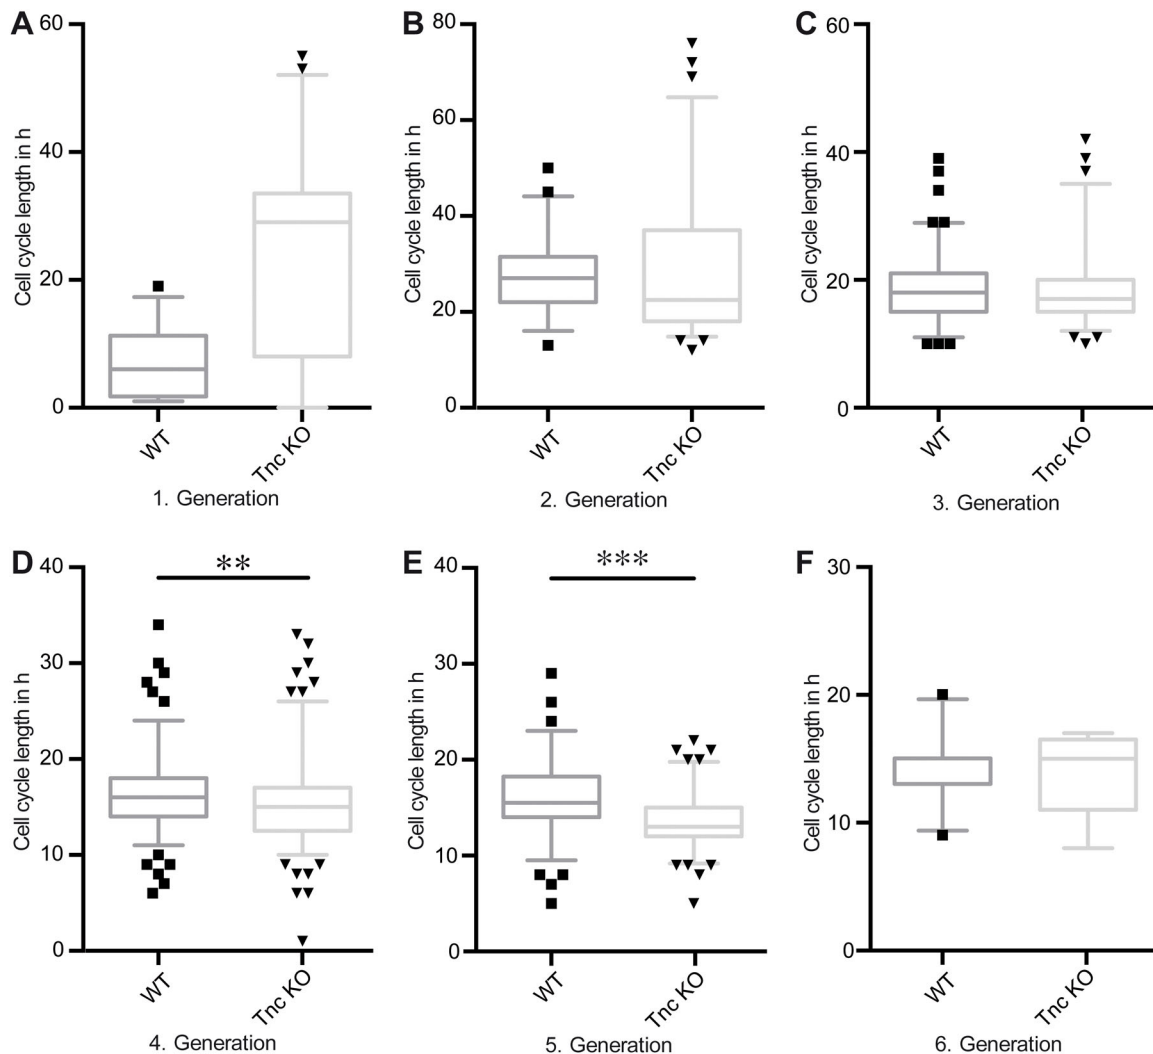 A
Cell cycle length in h
60
40
20
0
WT
Tnc KO
1. Generation
B
Cell cycle length in h
80
60
40
20
0
WT
Tnc KO
2. Generation
C
Cell cycle length in h
60
40
20
0
WT
Tnc KO
3. Generation
D
Cell cycle length in h
40
30
20
10
0
**
WT
Tnc KO
4. Generation
E
Cell cycle length in h
40
30
20
10
0
***
WT
Tnc KO
5. Generation
F
Cell cycle length in h
30
20
10
0
WT
Tnc KO
6. Generation